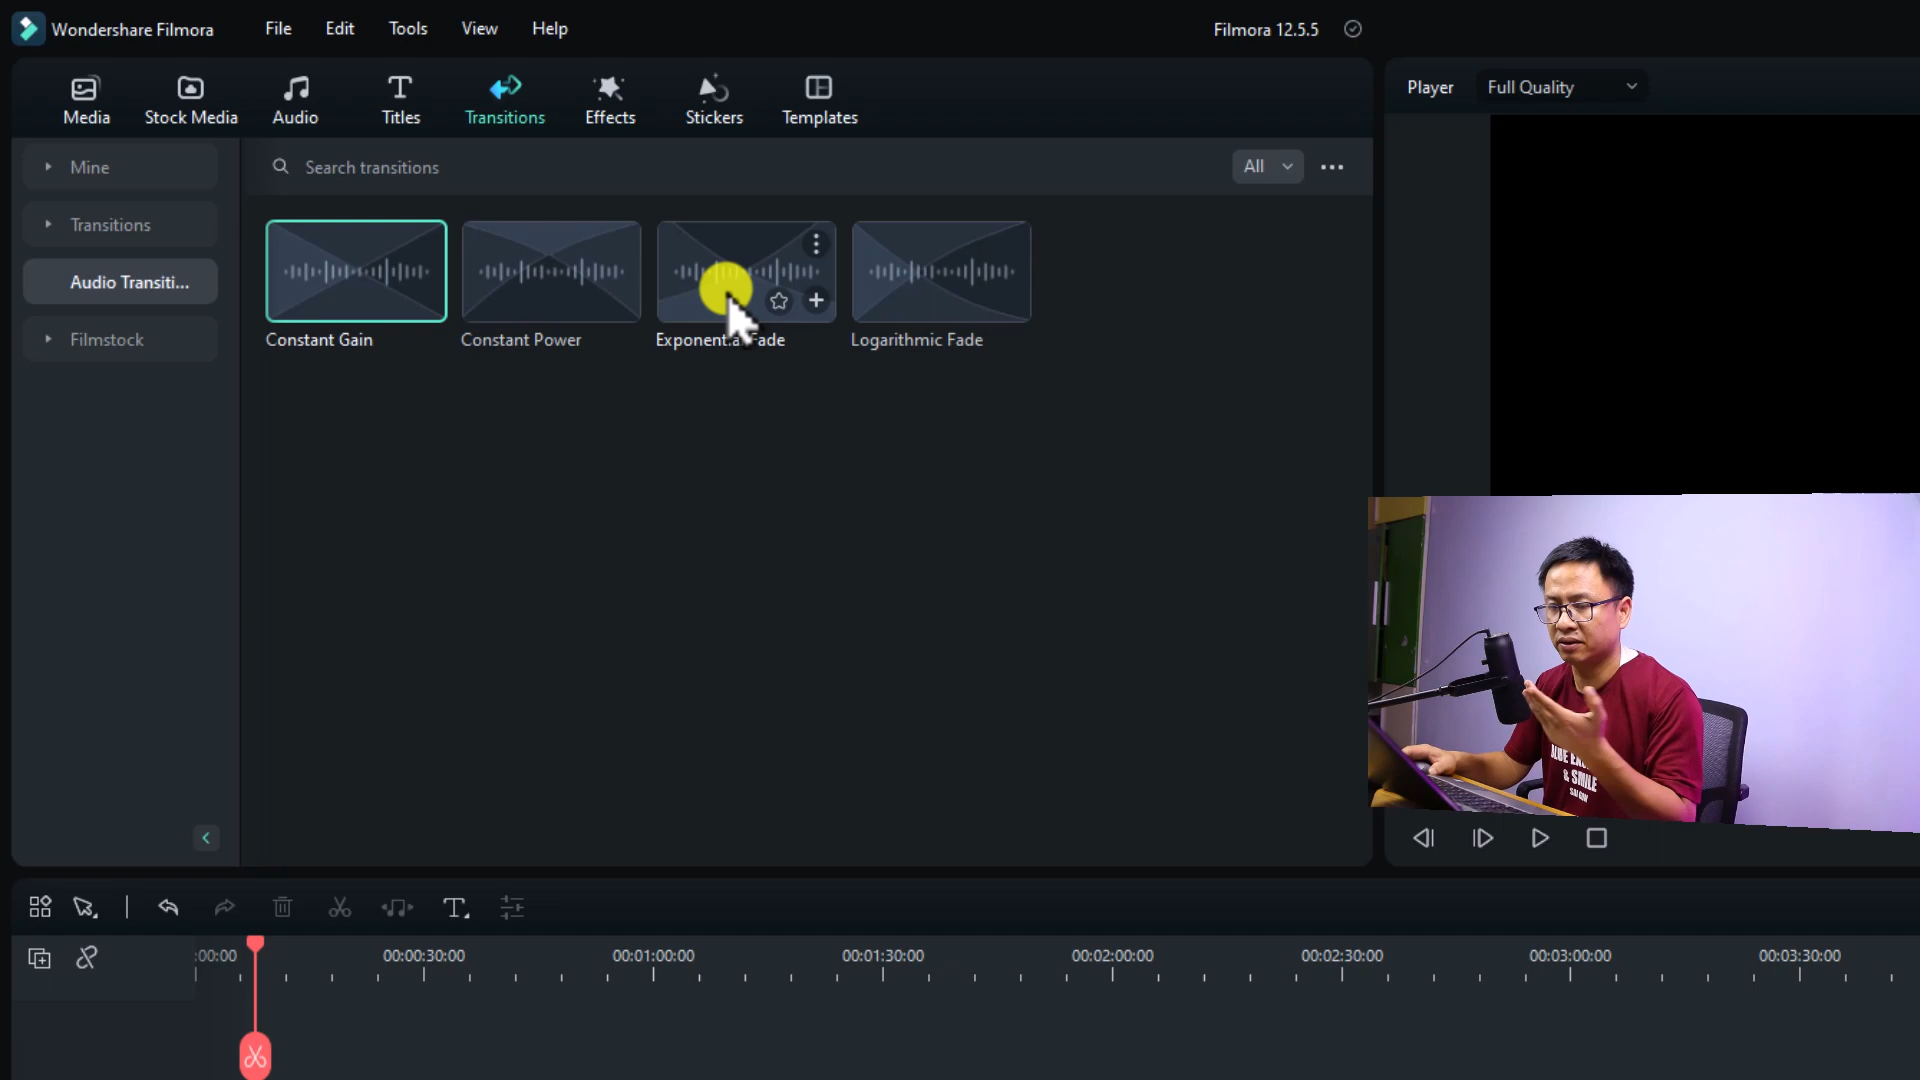 Wondershare Filmora File Edit Tools View Help Filmora 12.5.5
Media Stock Media Audio Titles Transitions Effects Stickers Templates
Player Full Quality
Mine
Transitions
Audio Transiti...
Filmstock
Search transitions All
Constant Gain Constant Power Exponential Fade Logarithmic Fade
& SMILE
:00:00 00:00:30:00 00:01:00:00 00:01:30:00 00:02:00:00 00:02:30:00 00:03:00:00 00:03:30:00